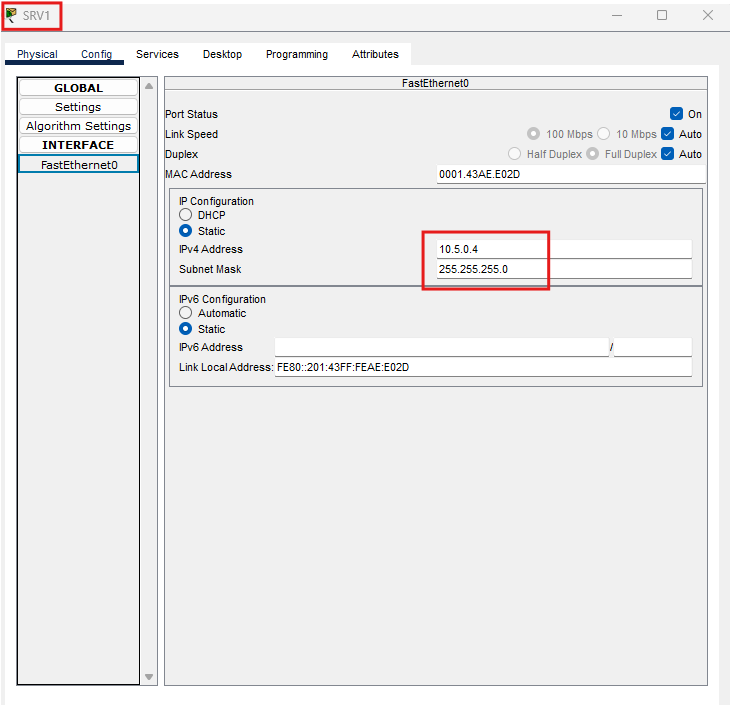 SRV1
Physical Config Services Desktop Programming Attributes
GLOBAL
Settings
Algorithm Settings
INTERFACE
FastEthernet0
FastEthernet0
Port Status On
Link Speed 100 Mbps 10 Mbps Auto
Duplex Half Duplex Full Duplex Auto
MAC Address 0001.43AE.E02D
IP Configuration
DHCP
Static
IPv4 Address 10.5.0.4
Subnet Mask 255.255.255.0
IPv6 Configuration
Automatic
Static
IPv6 Address /
Link Local Address: FE80::201:43FF:FEAE:E02D